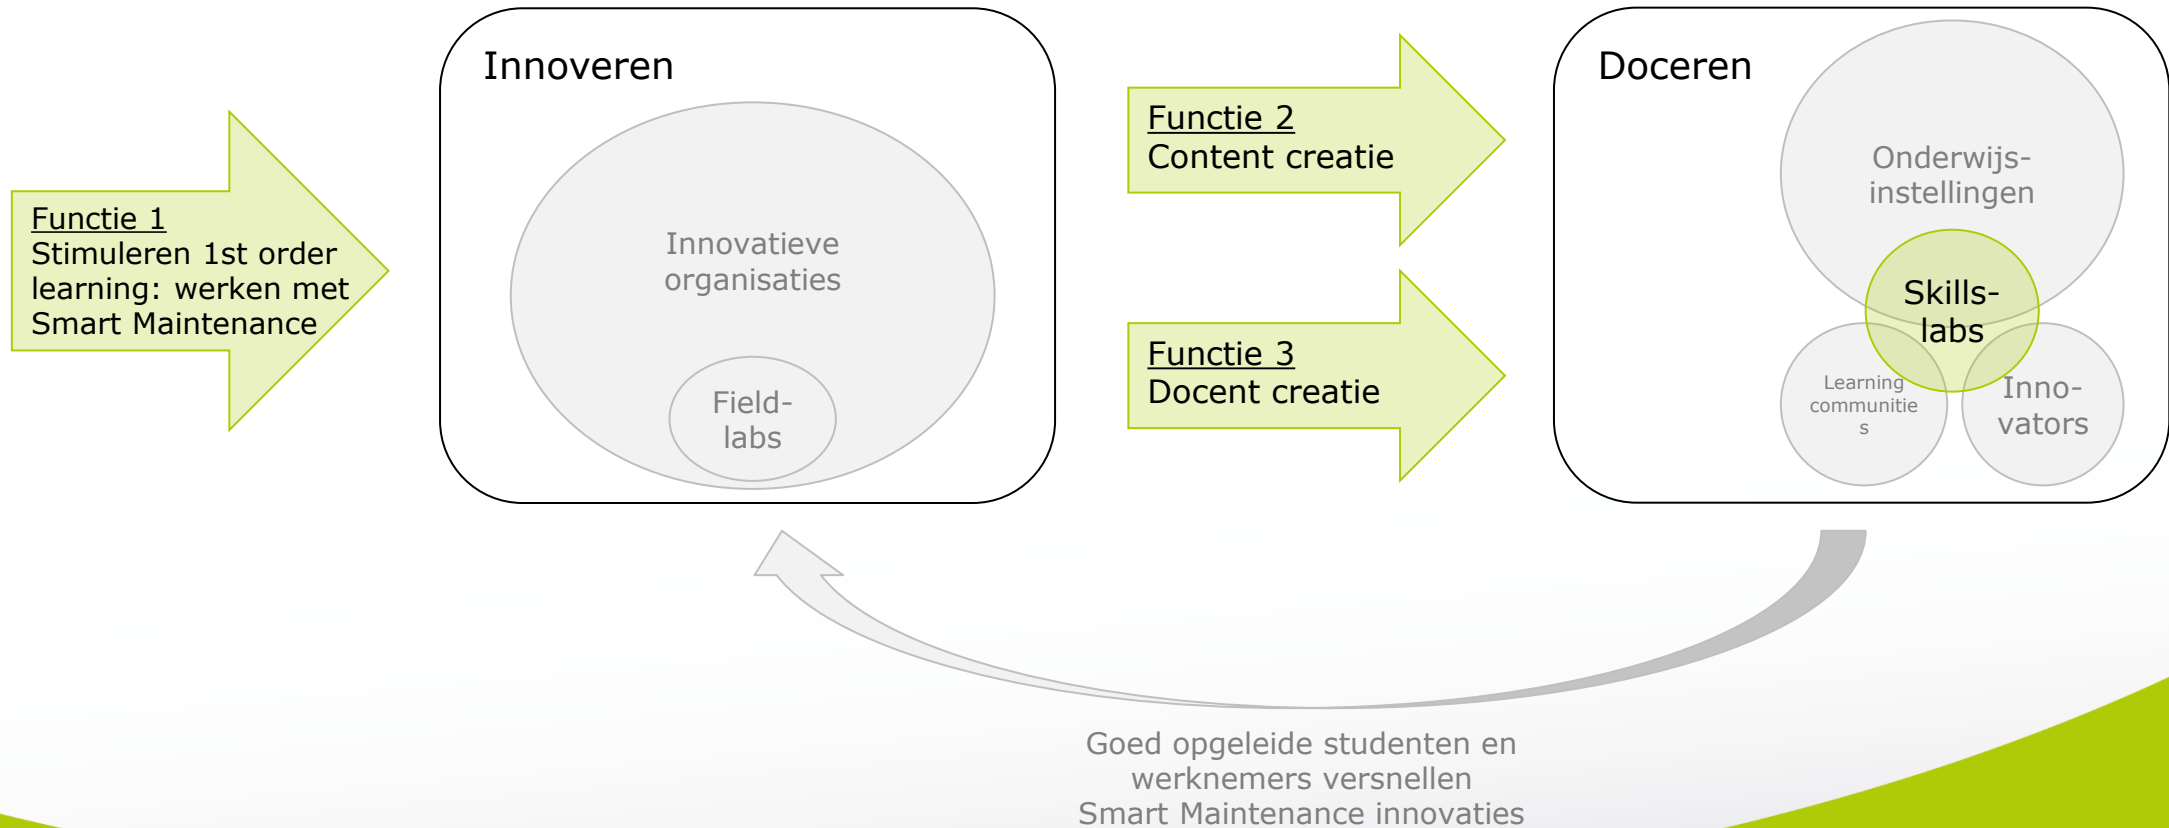 Functie 1
Stimuleren 1st order
learning: werken met
Smart Maintenance
Innoveren
Innovatieve
organisaties
Field-
labs
Functie 2
Content creatie
Functie 3
Docent creatie
Doceren
Onderwijs-
instellingen
Skills-
labs
Learning
communitie
s
Inno-
vators
Goed opgeleide studenten en
werknemers versnellen
Smart Maintenance innovaties